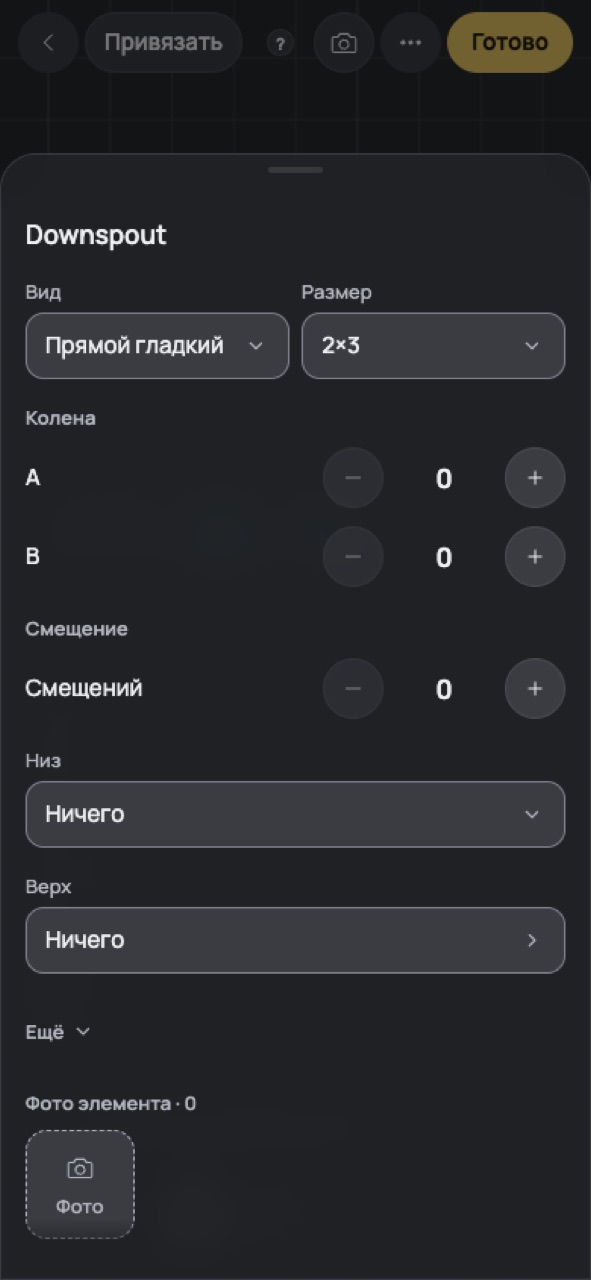 Привязать
?
Готово
Downspout
Вид
Размер
Прямой гладкий
2×3
Колена
A
0
B
0
Смещение
Смещений
0
Низ
Ничего
Верх
Ничего
Ещё
Фото элемента · 0
Фото